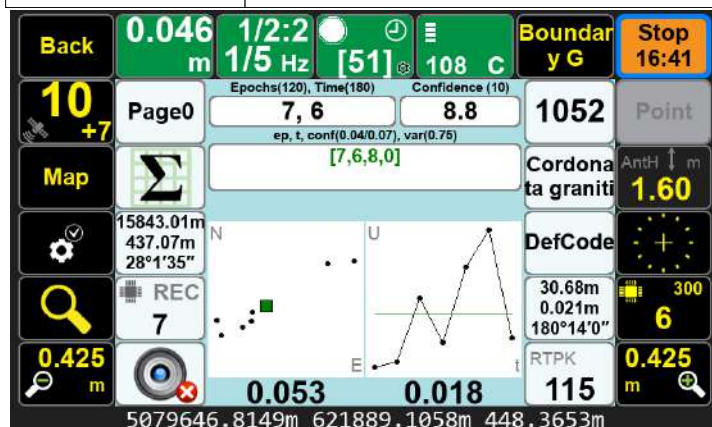 Back
0.046
m
1/2:2
1/5 Hz
[51]
108 C
Boundar
y G
Stop
16:41
10
+7
Page0
Epochs(120), Time(180)
7, 6
Confidence (10)
8.8
1052
Point
ep, t, conf(0.04/0.07), var(0.75)
[7,6,8,0]
Map
Σ
Cordona
ta graniti
AntH m
1.60
15843.01m
437.07m
28°1'35"
N
E
U
t
DefCode
REC
7
30.68m
0.021m
180°14'0"
300
6
0.425
m
0.053
0.018
RTPK
115
0.425
m
5079646.8149m 621889.1058m 448.3653m